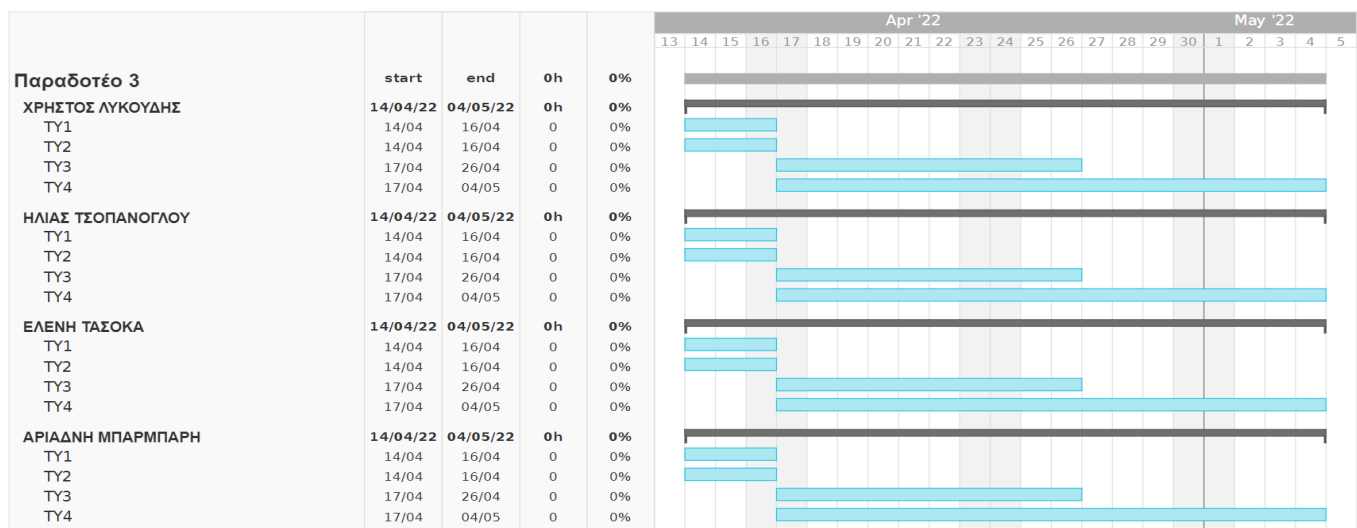 Apr '22 May '22
13 14 15 16 17 18 19 20 21 22 23 24 25 26 27 28 29 30 1 2 3 4 5
Παραδοτέο 3 start end 0h 0%
ΧΡΗΣΤΟΣ ΛΥΚΟΥΔΗΣ 14/04/22 04/05/22 0h 0%
ΤΥ1 14/04 16/04 0 0%
ΤΥ2 14/04 16/04 0 0%
ΤΥ3 17/04 26/04 0 0%
ΤΥ4 17/04 04/05 0 0%
ΗΛΙΑΣ ΤΣΟΠΑΝΟΓΛΟΥ 14/04/22 04/05/22 0h 0%
ΤΥ1 14/04 16/04 0 0%
ΤΥ2 14/04 16/04 0 0%
ΤΥ3 17/04 26/04 0 0%
ΤΥ4 17/04 04/05 0 0%
ΕΛΕΝΗ ΤΑΣΟΚΑ 14/04/22 04/05/22 0h 0%
ΤΥ1 14/04 16/04 0 0%
ΤΥ2 14/04 16/04 0 0%
ΤΥ3 17/04 26/04 0 0%
ΤΥ4 17/04 04/05 0 0%
ΑΡΙΑΔΝΗ ΜΠΑΡΜΠΑΡΗ 14/04/22 04/05/22 0h 0%
ΤΥ1 14/04 16/04 0 0%
ΤΥ2 14/04 16/04 0 0%
ΤΥ3 17/04 26/04 0 0%
ΤΥ4 17/04 04/05 0 0%